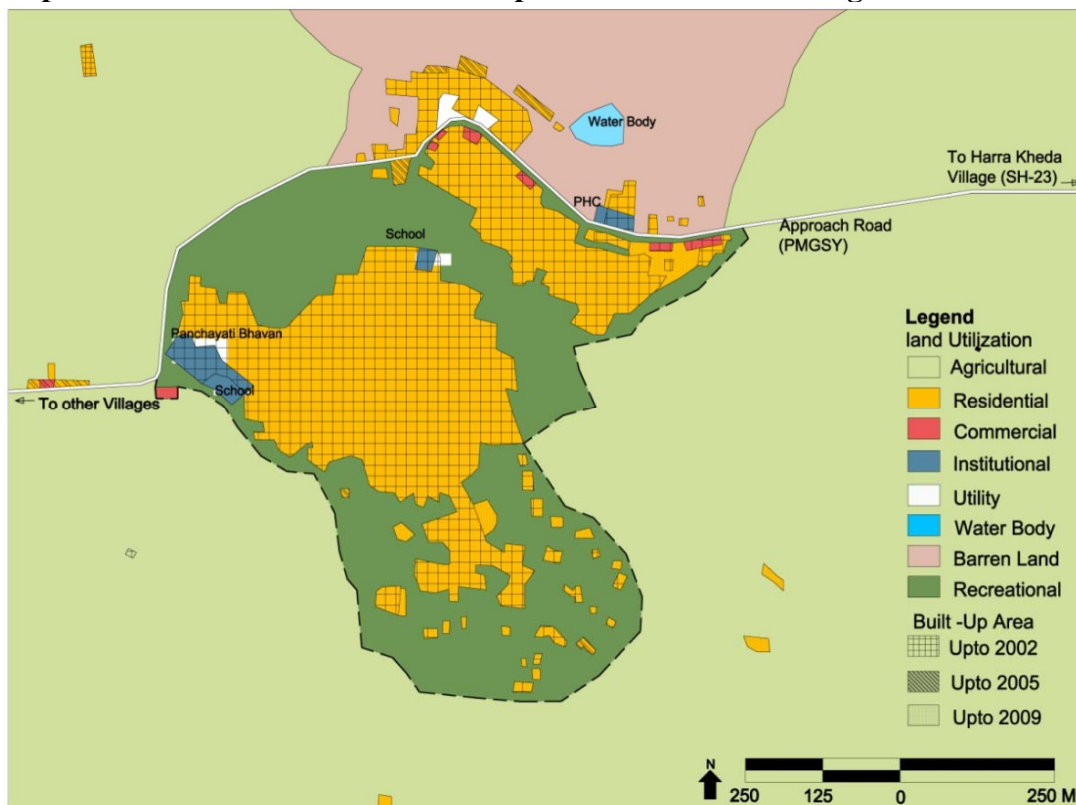 Water Body
To Harra Kheda
Village (SH-23)
PHC
Approach Road
(PMGSY)
School
Panchayati Bhavan
School
To other Villages
Legend
land Utilization
Agricultural
Residential
Commercial
Institutional
Utility
Water Body
Barren Land
Recreational
Built -Up Area
Upto 2002
Upto 2005
Upto 2009
N
250 125 0 250 M